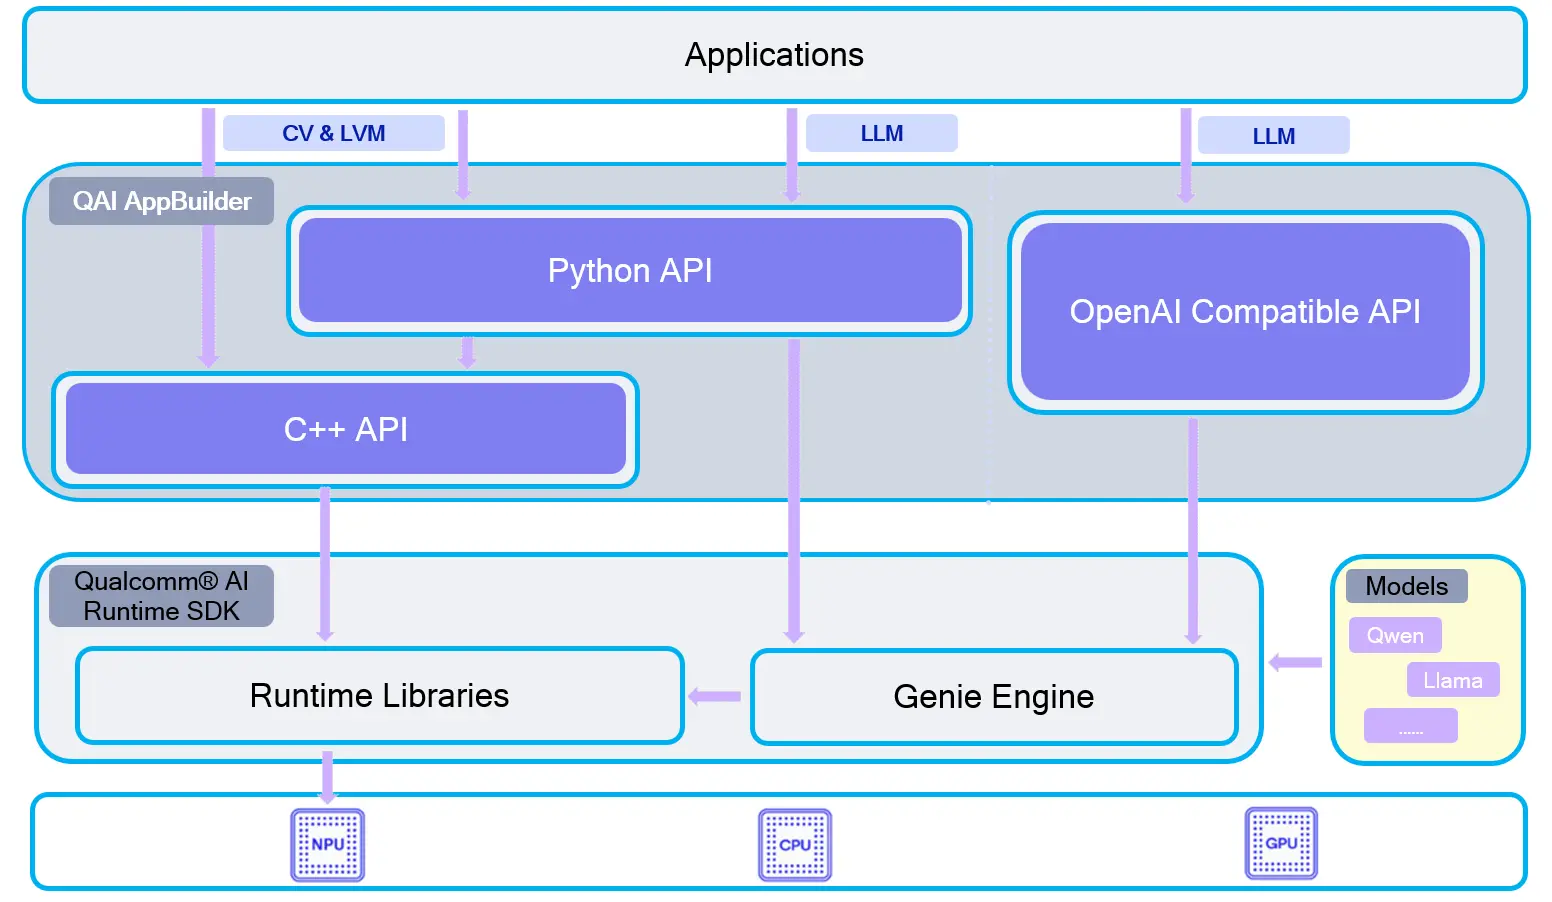 Applications
CV & LVM
LLM
LLM
QAI AppBuilder
Python API
OpenAI Compatible API
C++ API
Qualcomm® AI
Runtime SDK
Models
Qwen
Llama
......
Runtime Libraries
Genie Engine
NPU
CPU
GPU